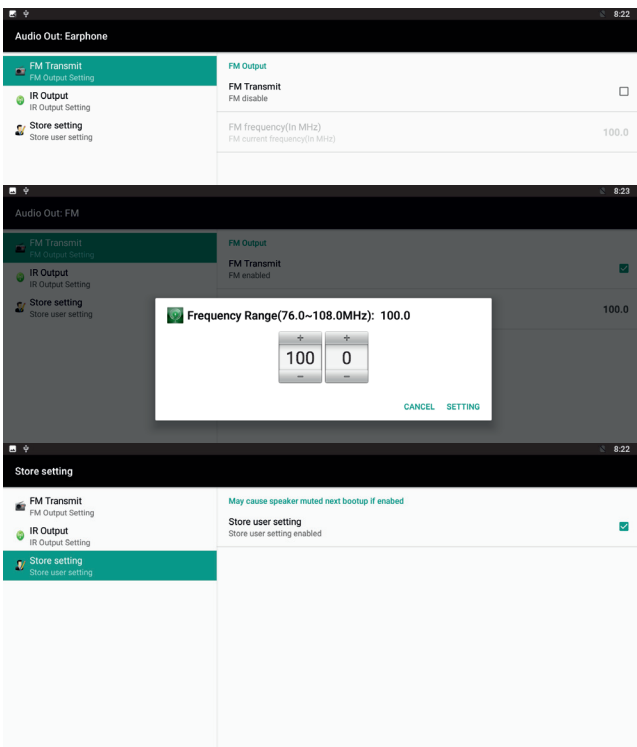 8:22
Audio Out: Earphone
FM Transmit
FM Output Setting
IR Output
IR Output Setting
Store setting
Store user setting
FM Output
FM Transmit
FM disable
FM frequency(In MHz)
FM current frequency(In MHz)
100.0
8:23
Audio Out: FM
FM Transmit
FM Output Setting
IR Output
IR Output Setting
Store setting
Store user setting
FM Output
FM Transmit
FM enabled
100.0
Frequency Range(76.0~108.0MHz): 100.0
+ +
100 0
− −
CANCEL SETTING
8:22
Store setting
FM Transmit
FM Output Setting
IR Output
IR Output Setting
Store setting
Store user setting
May cause speaker muted next bootup if enabed
Store user setting
Store user setting enabled